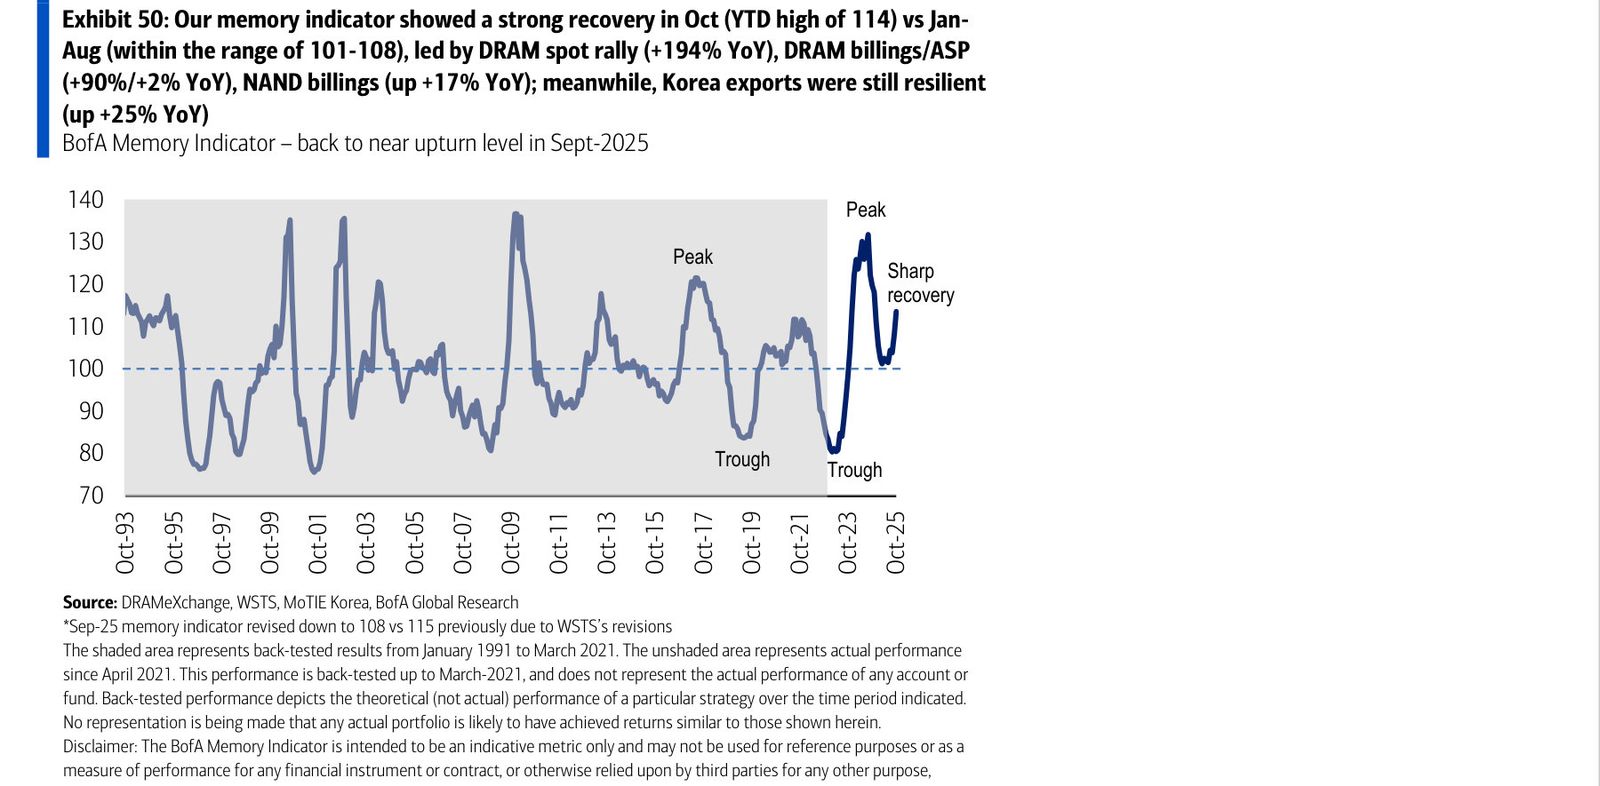 Exhibit 50: Our memory indicator showed a strong recovery in Oct (YTD high of 114) vs Jan-
Aug (within the range of 101-108), led by DRAM spot rally (+194% YoY), DRAM billings/ASP
(+90%/+2% YoY), NAND billings (up +17% YoY); meanwhile, Korea exports were still resilient
(up +25% YoY)
BofA Memory Indicator – back to near upturn level in Sept-2025
140
130
120
110
100
90
80
70
Peak
Trough
Peak
Sharp
recovery
Trough
Oct-93
Oct-95
Oct-97
Oct-99
Oct-01
Oct-03
Oct-05
Oct-07
Oct-09
Oct-11
Oct-13
Oct-15
Oct-17
Oct-19
Oct-21
Oct-23
Oct-25
Source: DRAMeXchange, WSTS, MoTIE Korea, BofA Global Research
*Sep-25 memory indicator revised down to 108 vs 115 previously due to WSTS's revisions
The shaded area represents back-tested results from January 1991 to March 2021. The unshaded area represents actual performance
since April 2021. This performance is back-tested up to March-2021, and does not represent the actual performance of any account or
fund. Back-tested performance depicts the theoretical (not actual) performance of a particular strategy over the time period indicated.
No representation is being made that any actual portfolio is likely to have achieved returns similar to those shown herein.
Disclaimer: The BofA Memory Indicator is intended to be an indicative metric only and may not be used for reference purposes or as a
measure of performance for any financial instrument or contract, or otherwise relied upon by third parties for any other purpose,